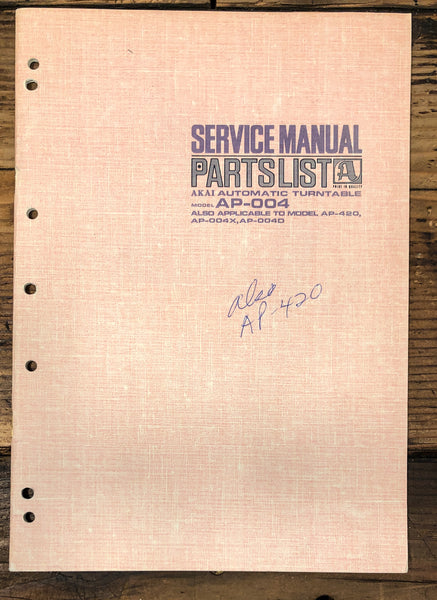 SERVICE MANUAL
PARTS LIST A
PRIDE IN QUALITY
AKAI AUTOMATIC TURNTABLE
MODEL AP-004
ALSO APPLICABLE TO MODEL AP-420,
AP-004X, AP-004D
also
AP-420